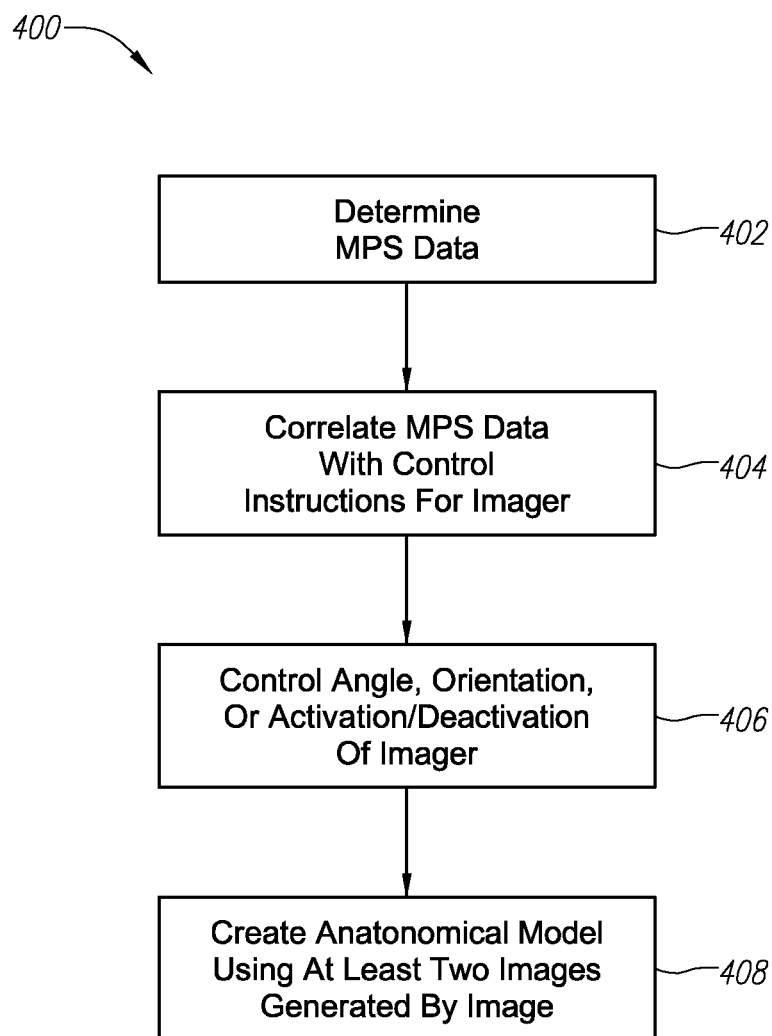 400
Determine
MPS Data
402
Correlate MPS Data
With Control
Instructions For Imager
404
Control Angle, Orientation,
Or Activation/Deactivation
Of Imager
406
Create Anatonomical Model
Using At Least Two Images
Generated By Image
408